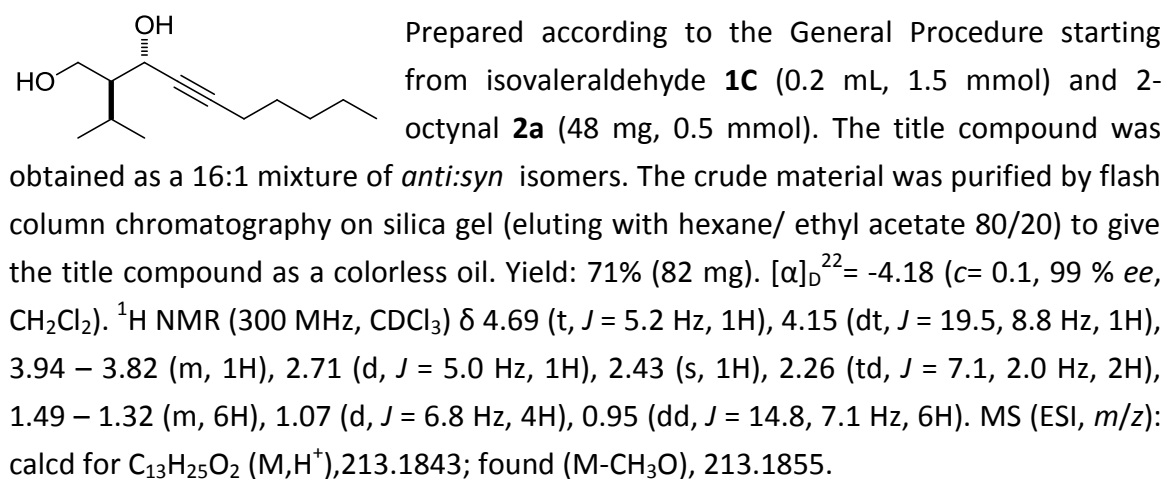 OH
HO
Prepared according to the General Procedure starting
from isovaleraldehyde 1C (0.2 mL, 1.5 mmol) and 2-
octynal 2a (48 mg, 0.5 mmol). The title compound was
obtained as a 16:1 mixture of anti:syn isomers. The crude material was purified by flash
column chromatography on silica gel (eluting with hexane/ ethyl acetate 80/20) to give
the title compound as a colorless oil. Yield: 71% (82 mg). [α]D22= -4.18 (c= 0.1, 99 % ee,
CH2Cl2). 1H NMR (300 MHz, CDCl3) δ 4.69 (t, J = 5.2 Hz, 1H), 4.15 (dt, J = 19.5, 8.8 Hz, 1H),
3.94 – 3.82 (m, 1H), 2.71 (d, J = 5.0 Hz, 1H), 2.43 (s, 1H), 2.26 (td, J = 7.1, 2.0 Hz, 2H),
1.49 – 1.32 (m, 6H), 1.07 (d, J = 6.8 Hz, 4H), 0.95 (dd, J = 14.8, 7.1 Hz, 6H). MS (ESI, m/z):
calcd for C13H25O2 (M,H+),213.1843; found (M-CH3O), 213.1855.